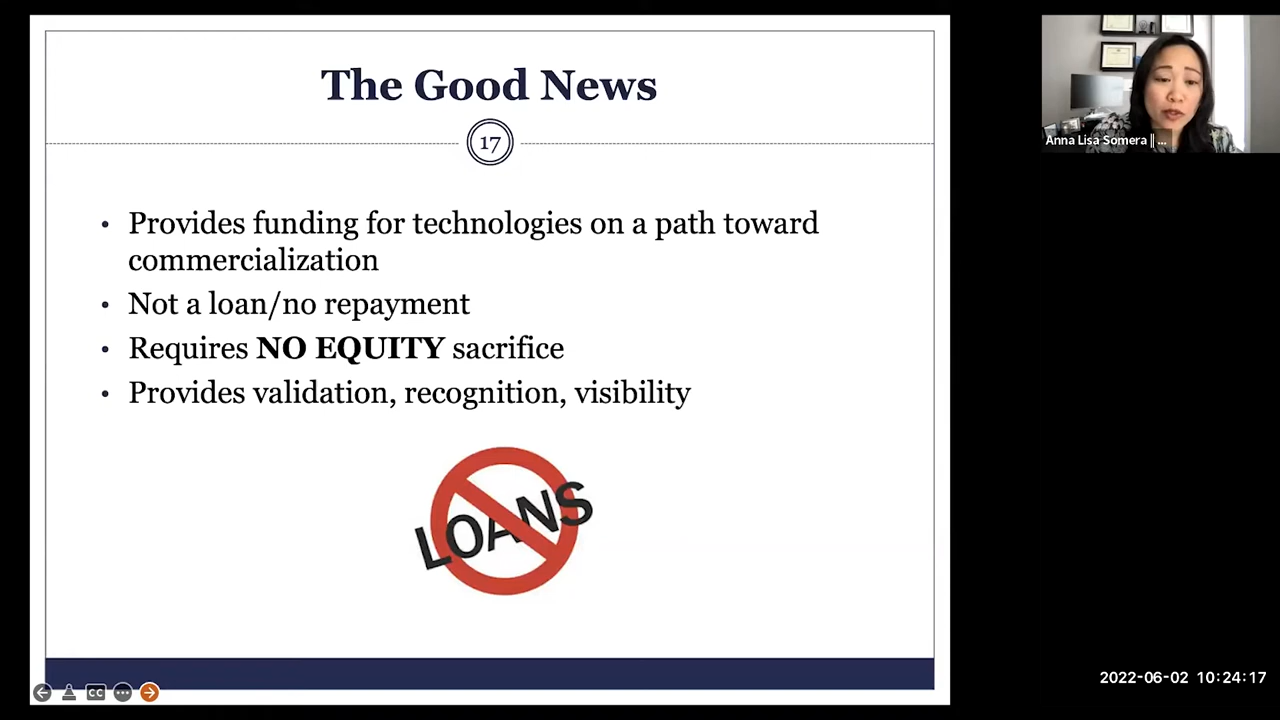 The Good News
17
• Provides funding for technologies on a path toward
commercialization
• Not a loan/no repayment
• Requires NO EQUITY sacrifice
• Provides validation, recognition, visibility
LOANS
CC
Anna Lisa Somera || ...
2022-06-02 10:24:17